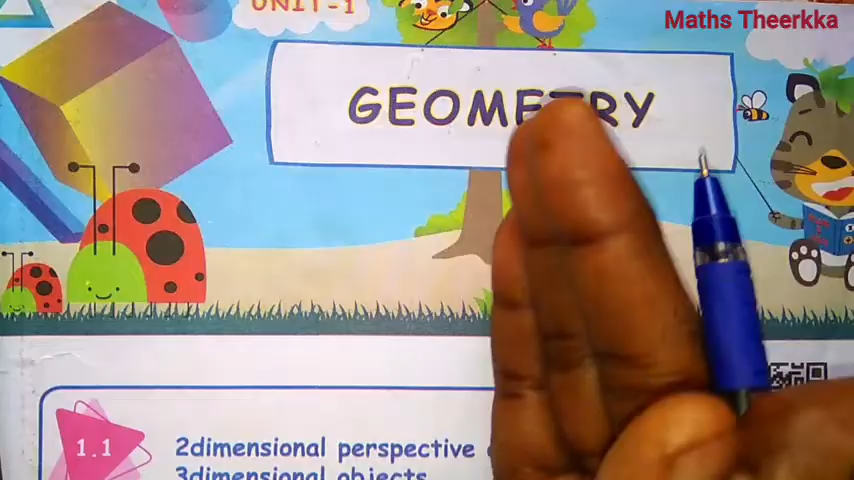 UNIT-1
Maths Theerkka
GEOMETRY
1.1
2dimensional perspective
3dimensional objects